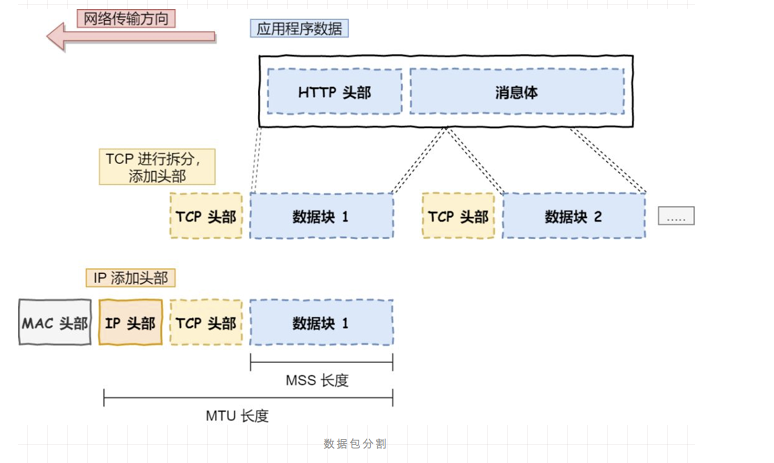 网络传输方向
应用程序数据
HTTP 头部
消息体
TCP 进行拆分，
添加头部
TCP 头部
数据块 1
TCP 头部
数据块 2
.....
IP 添加头部
MAC 头部
IP 头部
TCP 头部
数据块 1
MSS 长度
MTU 长度
数据包分割